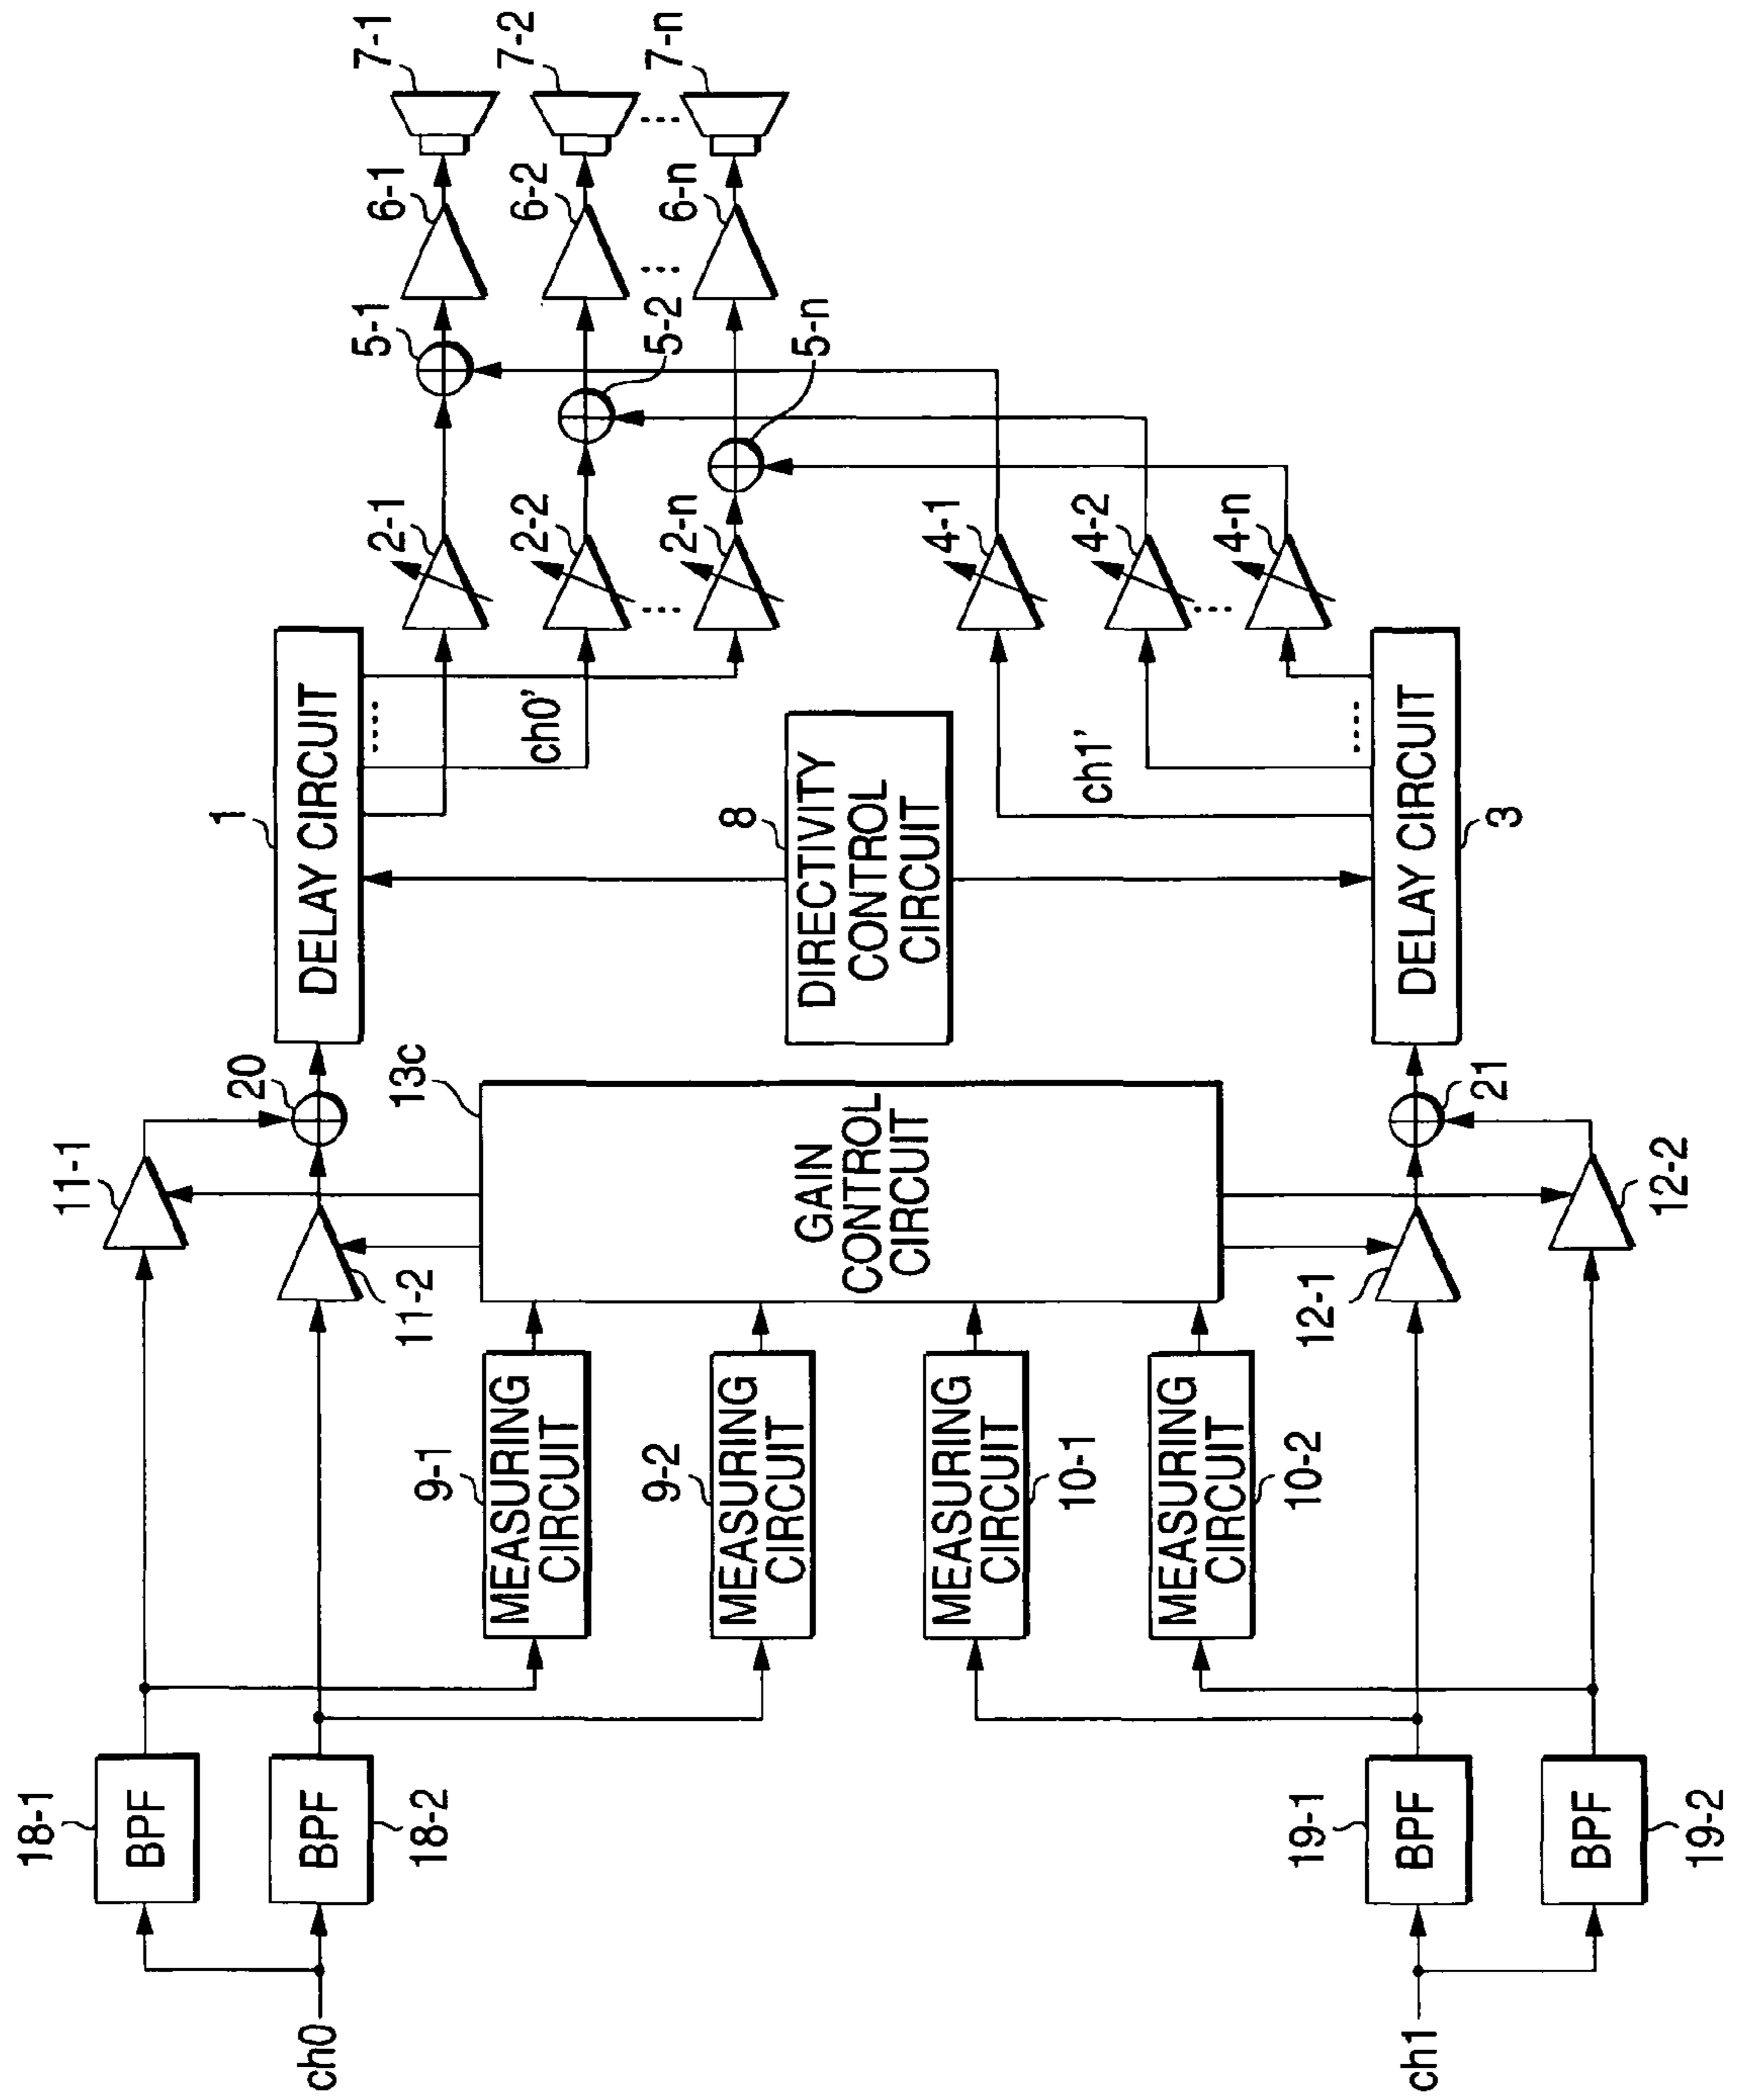 ch0
18-1
BPF
BPF
18-2
11-1
11-2
20
1
DELAY CIRCUIT
9-1
MEASURING
CIRCUIT
9-2
MEASURING
CIRCUIT
MEASURING
CIRCUIT
10-1
MEASURING
CIRCUIT
10-2
13c
GAIN
CONTROL
CIRCUIT
8
DIRECTIVITY
CONTROL
CIRCUIT
ch0'
2-1
2-2
2-n
5-1
5-2
5-n
6-1
6-2
6-n
7-1
7-2
7-n
ch1'
4-1
4-2
4-n
ch1
19-1
BPF
BPF
19-2
12-1
12-2
21
DELAY CIRCUIT
3